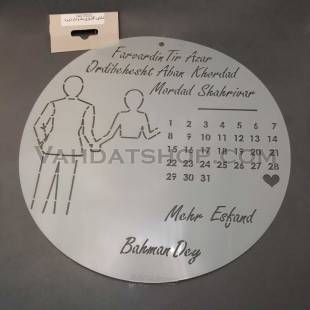 Farvardin Tir Azar
Ordibehesht Aban Khordad
Mordad Shahrivar
1 2 3 4 5 6 7
8 9 10 11 12 13 14
15 16 17 18 19 20 21
22 23 24 25 26 27 28
29 30 31
VAHDATSHOP.COM
Mehr Esfand
Bahman Dey